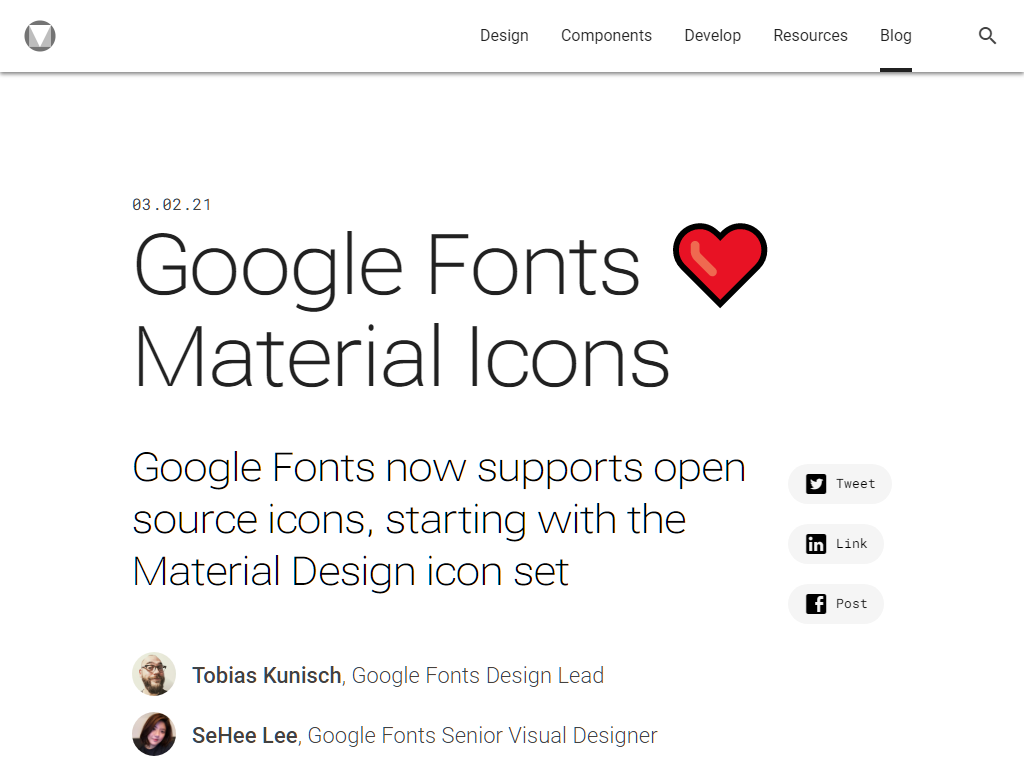 Design Components Develop Resources Blog
03.02.21
Google Fonts ❤️
Material Icons
Google Fonts now supports open
source icons, starting with the
Material Design icon set
Tweet
Link
Post
Tobias Kunisch, Google Fonts Design Lead
SeHee Lee, Google Fonts Senior Visual Designer